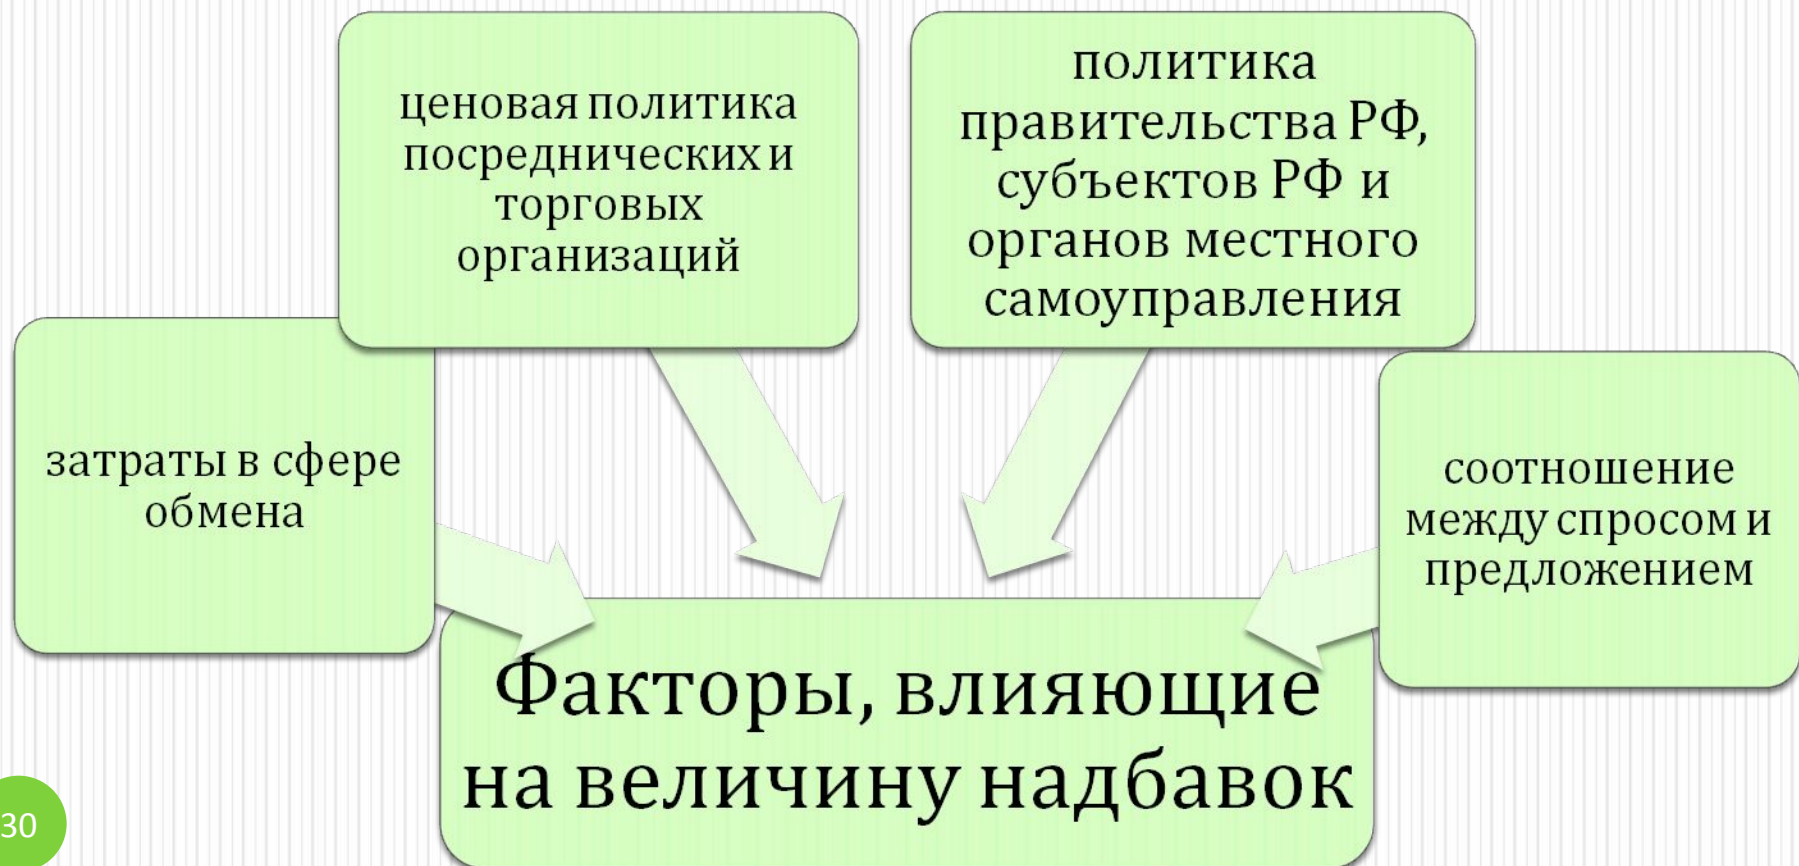 ценовая политика
посреднических и
торговых
организаций
политика
правительства РФ,
субъектов РФ и
органов местного
самоуправления
затраты в сфере
обмена
соотношение
между спросом и
предложением
Факторы, влияющие
на величину надбавок
30